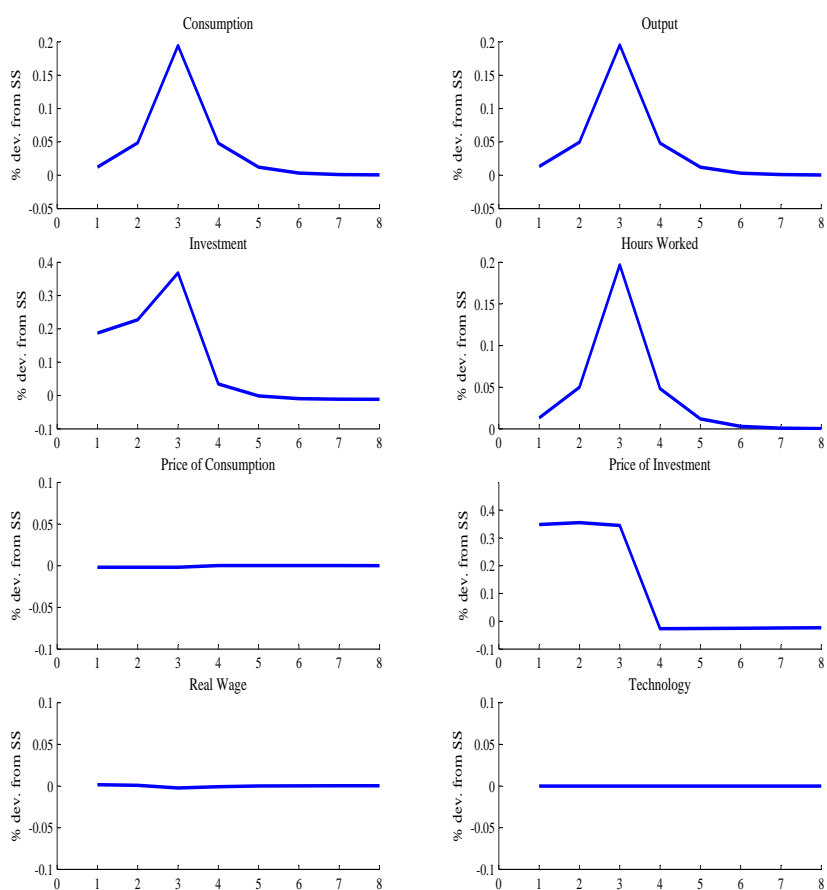 Consumption
% dev. from SS
0.2
0.15
0.1
0.05
0
-0.05
0 1 2 3 4 5 6 7 8
Output
% dev. from SS
0.2
0.15
0.1
0.05
0
-0.05
0 1 2 3 4 5 6 7 8
Investment
% dev. from SS
0.4
0.3
0.2
0.1
0
-0.1
0 1 2 3 4 5 6 7 8
Hours Worked
% dev. from SS
0.2
0.15
0.1
0.05
0
0 1 2 3 4 5 6 7 8
Price of Consumption
% dev. from SS
0.1
0.05
0
-0.05
-0.1
0 1 2 3 4 5 6 7 8
Price of Investment
% dev. from SS
0.4
0.3
0.2
0.1
0
-0.1
0 1 2 3 4 5 6 7 8
Real Wage
% dev. from SS
0.1
0.05
0
-0.05
-0.1
0 1 2 3 4 5 6 7 8
Technology
% dev. from SS
0.1
0.05
0
-0.05
-0.1
0 1 2 3 4 5 6 7 8